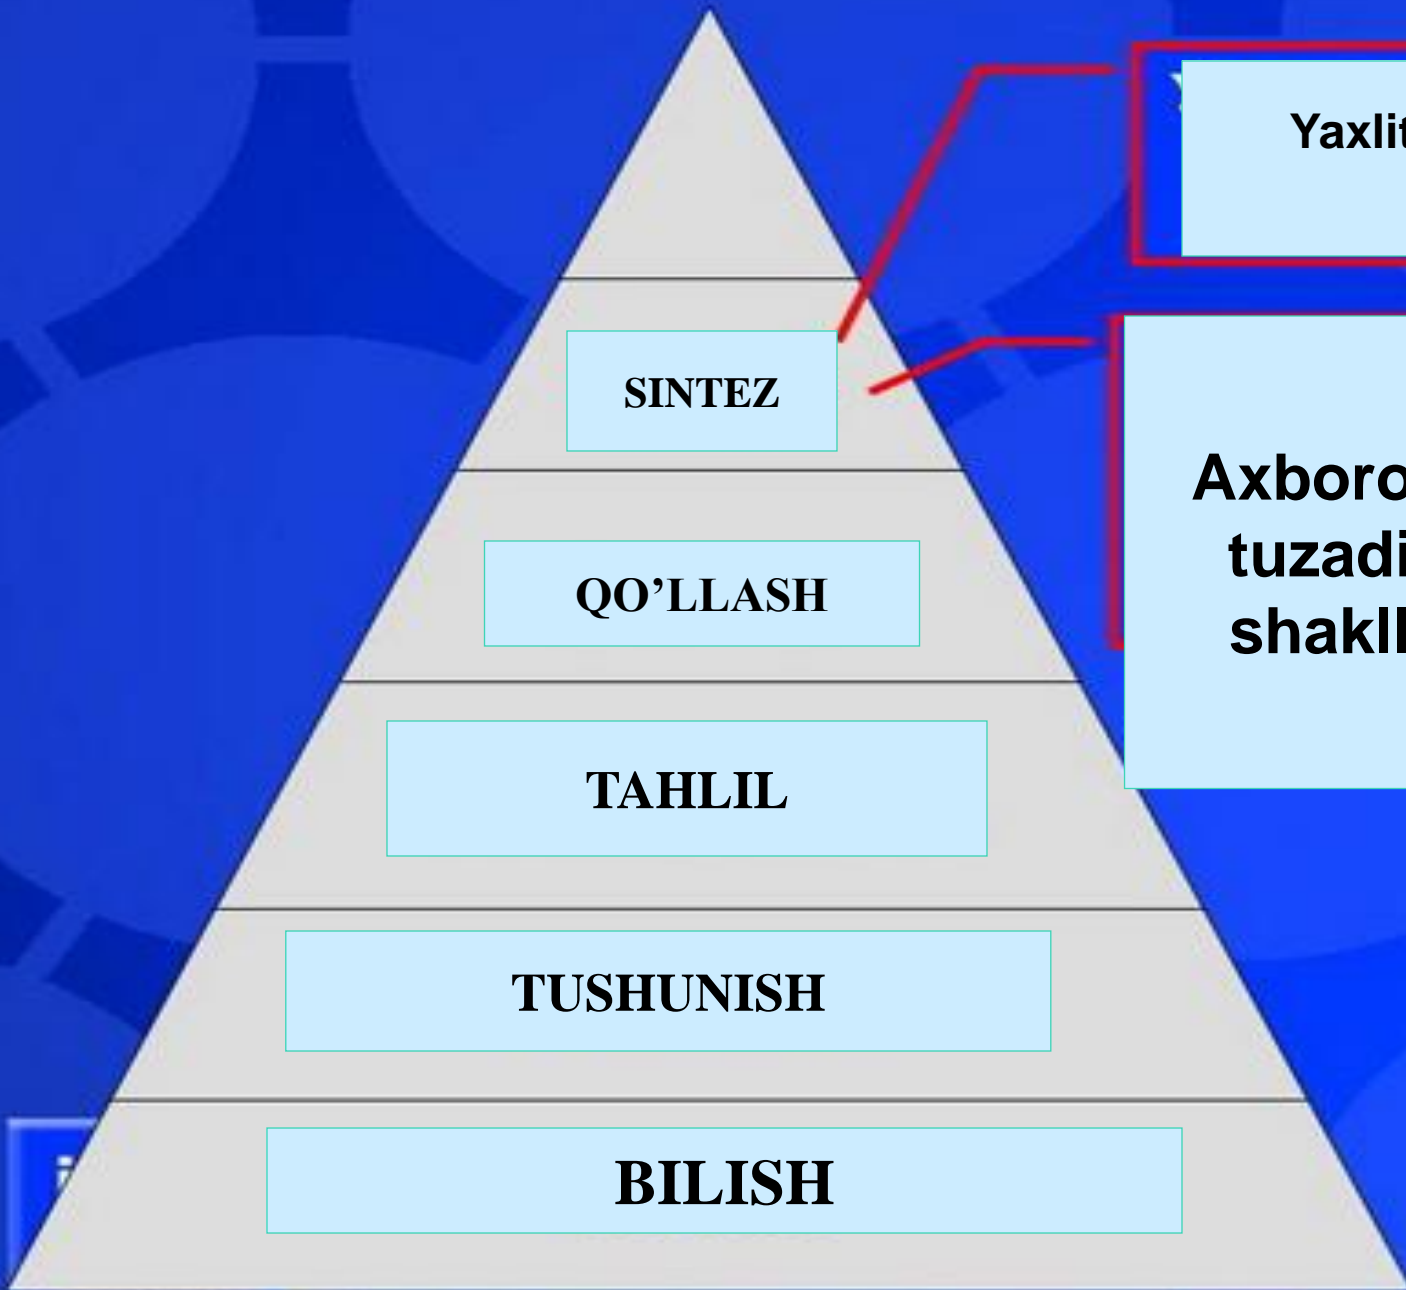 Yaxlit
SINTEZ
Axboro
tuzadi
shakll
QO’LLASH
TAHLIL
TUSHUNISH
BILISH